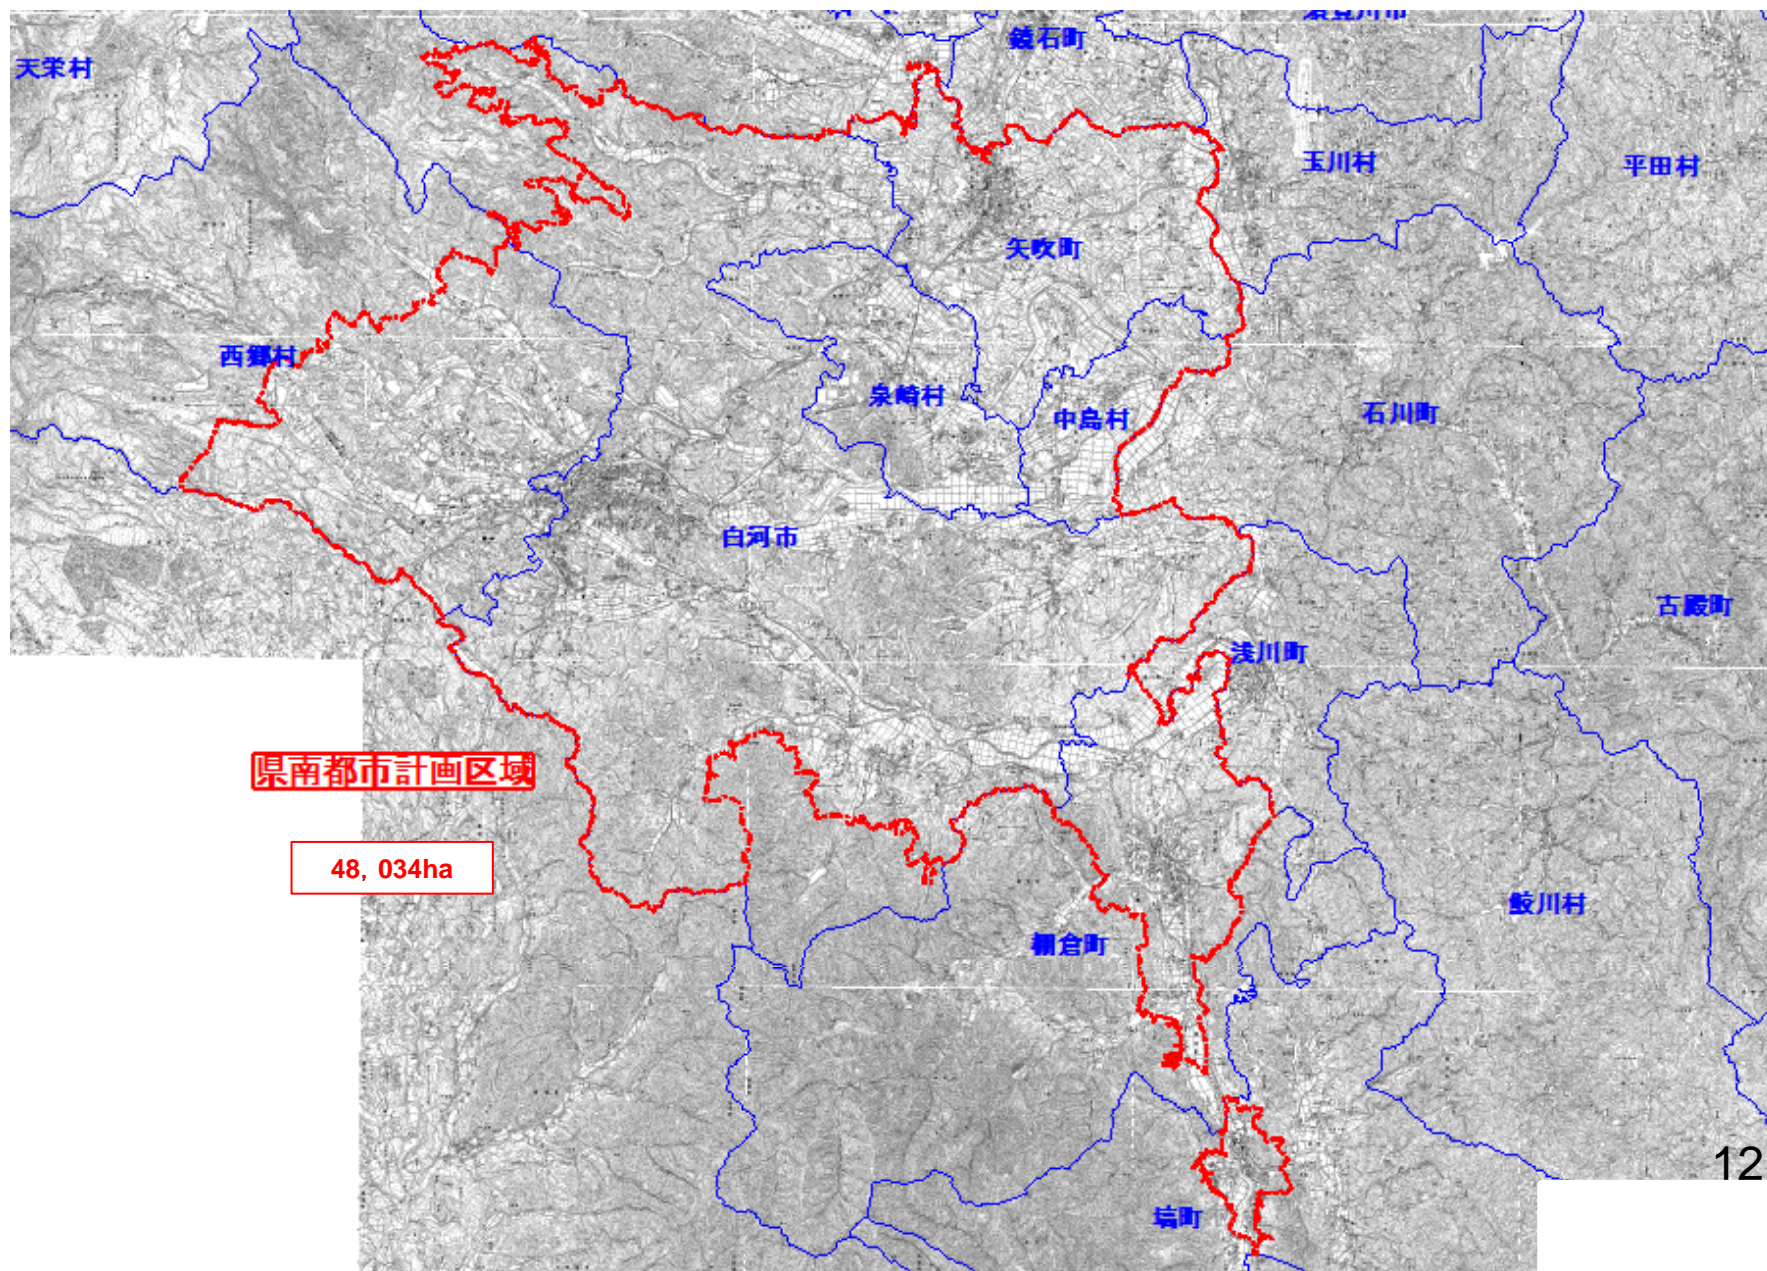 鏡石町
天栄村
玉川村
平田村
矢吹町
西郷村
泉崎村
中島村
石川町
白河市
古殿町
浅川町
県南都市計画区域
48, 034ha
鮫川村
棚倉町
12
塙町